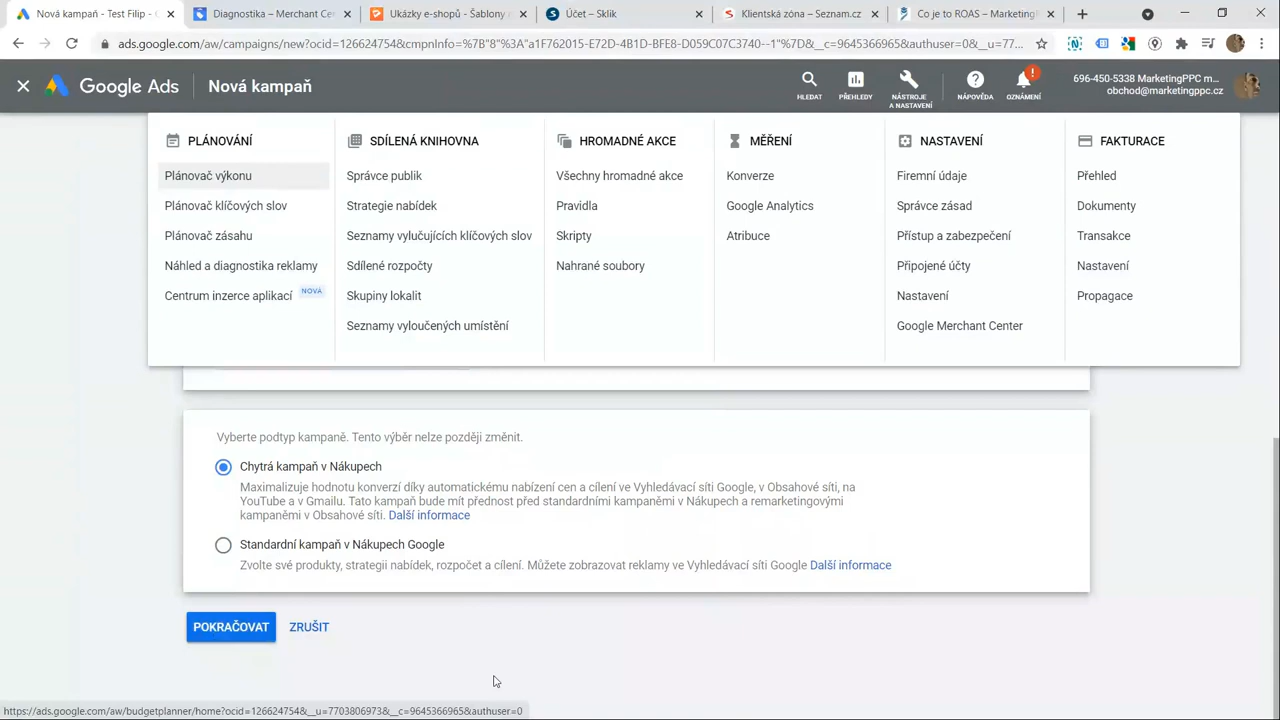 Nová kampaň - Test Filip - G
Diagnostika – Merchant Cen
Ukázky e-shopů - Šablony e
Účet – Sklik
Klientská zóna – Seznam.cz
Co je to ROAS — Marketing
ads.google.com/aw/campaigns/new?ocid=126624754&cmpnInfo=%7B"8"%3A"a1F762015-E72D-4B1D-BFE8-D059C07C3740--1"%7D&__c=9645366965&authuser=0&__u=77...
Google Ads
Nová kampaň
HLEDAT
PŘEHLEDY
NÁSTROJE
A NASTAVENÍ
NÁPOVĚDA
OZNÁMENÍ
696-450-5338 MarketingPPC m...
obchod@marketingppc.cz
PLÁNOVÁNÍ
Plánovač výkonu
Plánovač klíčových slov
Plánovač zásahu
Náhled a diagnostika reklamy
Centrum inzerce aplikací NOVÁ
SDÍLENÁ KNIHOVNA
Správce publik
Strategie nabídek
Seznamy vylučujících klíčových slov
Sdílené rozpočty
Skupiny lokalit
Seznamy vyloučených umístění
HROMADNÉ AKCE
Všechny hromadné akce
Pravidla
Skripty
Nahrané soubory
MĚŘENÍ
Konverze
Google Analytics
Atribuce
NASTAVENÍ
Firemní údaje
Správce zásad
Přístup a zabezpečení
Připojené účty
Nastavení
Google Merchant Center
FAKTURACE
Přehled
Dokumenty
Transakce
Nastavení
Propagace
Vyberte podtyp kampaně. Tento výběr nelze později změnit.
Chytrá kampaň v Nákupech
Maximalizuje hodnotu konverzí díky automatickému nabízení cen a cílení ve Vyhledávací síti Google, v Obsahové síti, na
YouTube a v Gmailu. Tato kampaň bude mít přednost před standardními kampaněmi v Nákupech a remarketingovými
kampaněmi v Obsahové síti. Další informace
Standardní kampaň v Nákupech Google
Zvolte své produkty, strategii nabídek, rozpočet a cílení. Můžete zobrazovat reklamy ve Vyhledávací síti Google Další informace
POKRAČOVAT
ZRUŠIT
https://ads.google.com/aw/budgetplanner/home?ocid=126624754&__u=7703806973&__c=9645366965&authuser=0